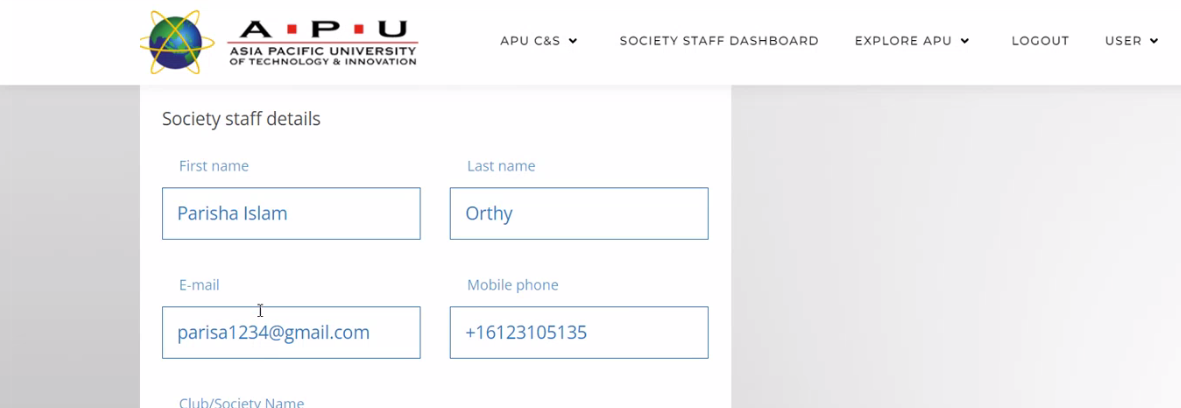 A • P • U
ASIA PACIFIC UNIVERSITY
OF TECHNOLOGY & INNOVATION
APU C&S SOCIETY STAFF DASHBOARD EXPLORE APU LOGOUT USER
Society staff details
First name Last name
Parisha Islam Orthy
E-mail Mobile phone
parisa1234@gmail.com +16123105135
Club/Society Name